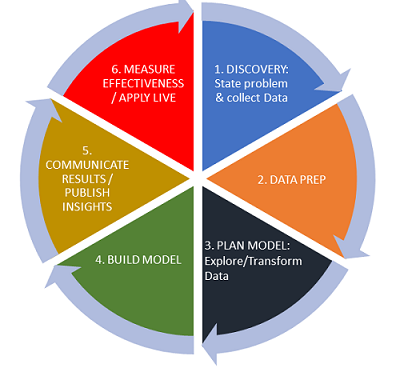 1. DISCOVERY:
State problem
& collect Data
2. DATA PREP
3. PLAN MODEL:
Explore/Transform
Data
4. BUILD MODEL
5.
COMMUNICATE
RESULTS /
PUBLISH
INSIGHTS
6. MEASURE
EFFECTIVENESS
/ APPLY LIVE